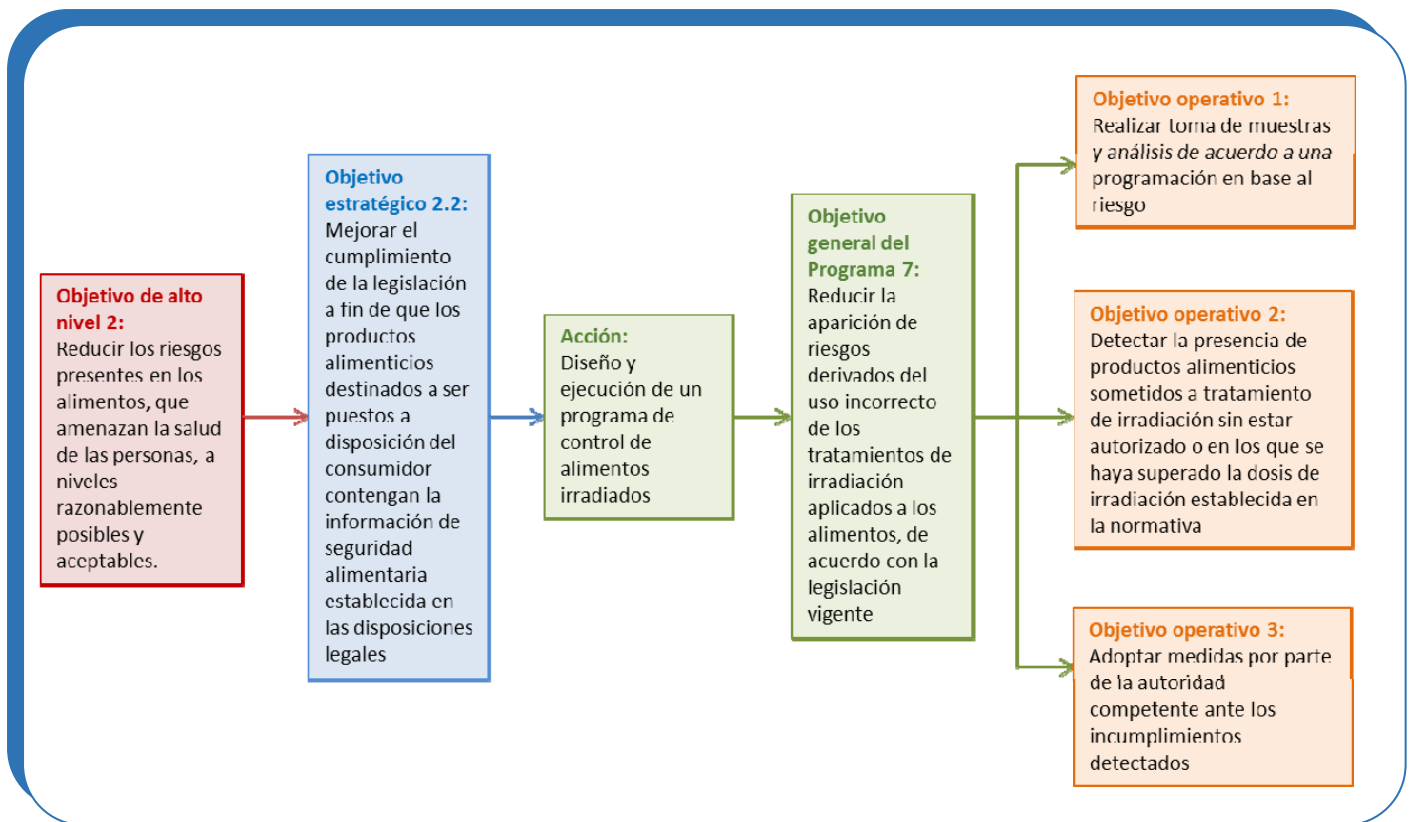 Objetivo de alto
nivel 2:
Reducir los riesgos
presentes en los
alimentos, que
amenazan la salud
de las personas, a
niveles
razonablemente
posibles y
aceptables.
Objetivo
estratégico 2.2:
Mejorar el
cumplimiento
de la legislación
a fin de que los
productos
alimenticios
destinados a ser
puestos a
disposición del
consumidor
contengan la
información de
seguridad
alimentaria
establecida en
las disposiciones
legales
Acción:
Diseño y
ejecución de un
programa de
control de
alimentos
irradiados
Objetivo
general del
Programa 7:
Reducir la
aparición de
riesgos
derivados del
uso incorrecto
de los
tratamientos de
irradiación
aplicados a los
alimentos, de
acuerdo con la
legislación
vigente
Objetivo operativo 1:
Realizar toma de muestras
y análisis de acuerdo a una
programación en base al
riesgo
Objetivo operativo 2:
Detectar la presencia de
productos alimenticios
sometidos a tratamiento
de irradiación sin estar
autorizado o en los que se
haya superado la dosis de
irradiación establecida en
la normativa
Objetivo operativo 3:
Adoptar medidas por parte
de la autoridad
competente ante los
incumplimientos
detectados